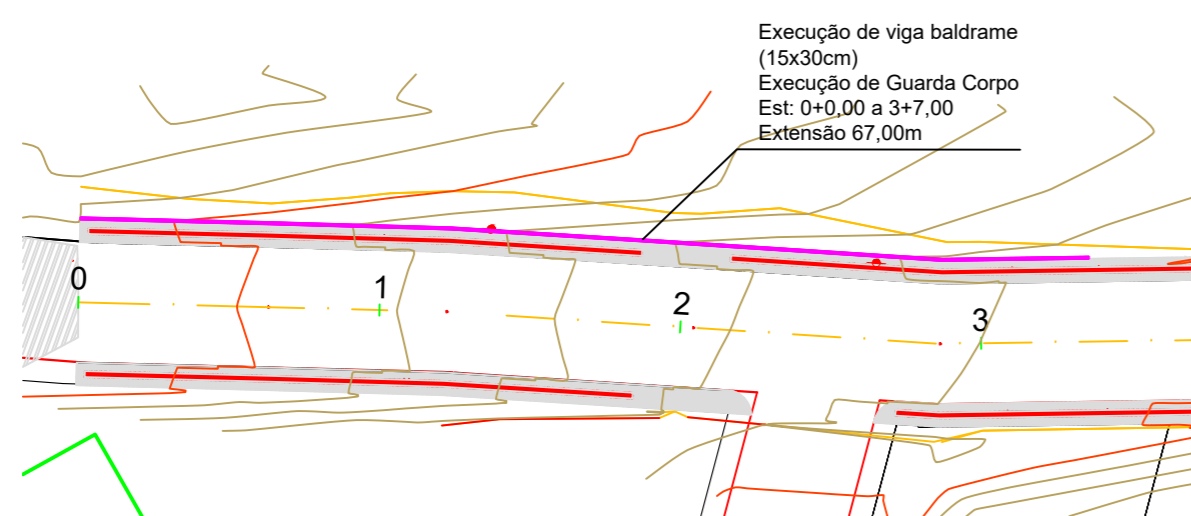 Execução de viga baldrame
(15x30cm)
Execução de Guarda Corpo
Est: 0+0,00 a 3+7,00
Extensão 67,00m
0
1
2
3